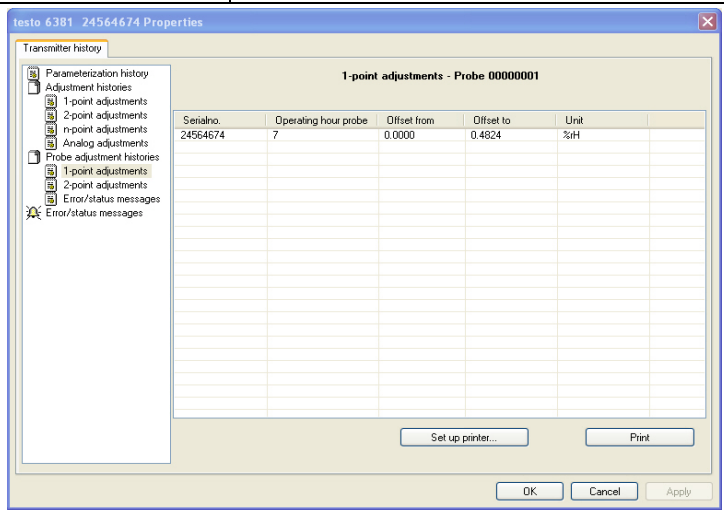 testo 6381 24564674 Properties
Transmitter history
Parameterization history
Adjustment histories
1-point adjustments
2-point adjustments
n-point adjustments
Analog adjustments
Probe adjustment histories
1-point adjustments
2-point adjustments
Error/status messages
Error/status messages
1-point adjustments - Probe 00000001
Serialno. Operating hour probe Offset from Offset to Unit
24564674 7 0.0000 0.4824 %rH
Set up printer... Print
OK Cancel Apply